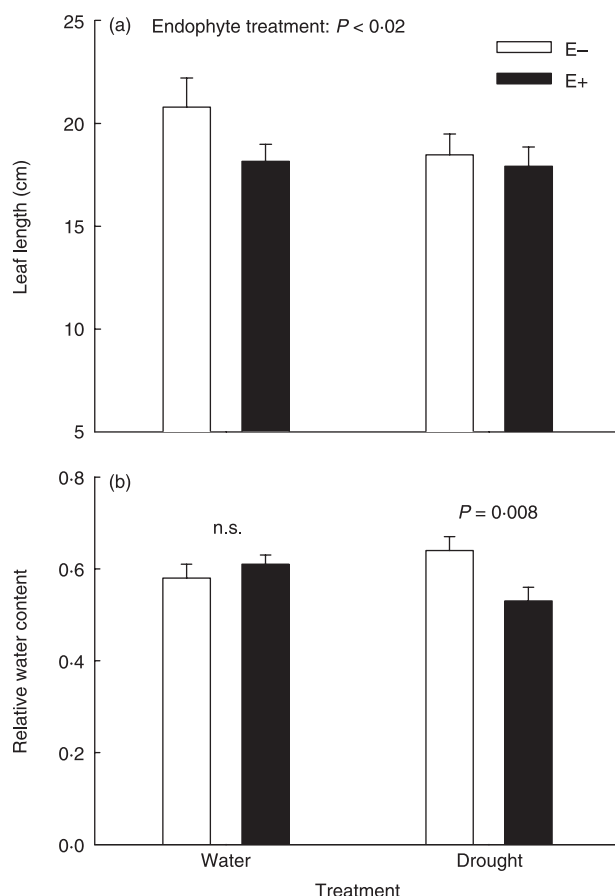 (a) Endophyte treatment: P < 0·02
E–
E+
25
20
15
10
5
Leaf length (cm)
(b)
n.s.
P = 0·008
0·8
0·6
0·4
0·2
0·0
Relative water content
Water
Drought
Treatment